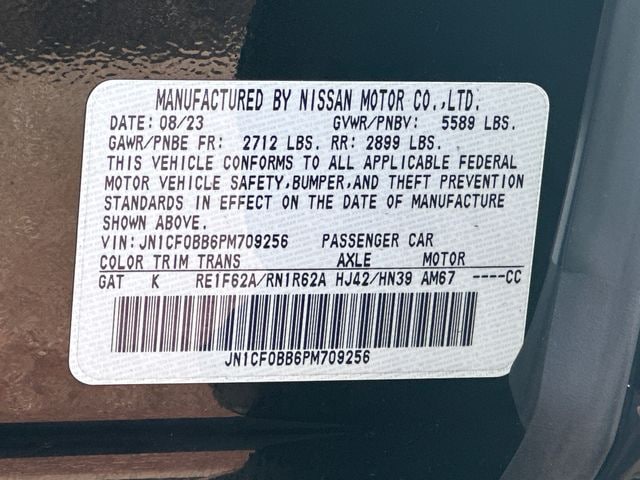 MANUFACTURED BY NISSAN MOTOR CO.,LTD.
DATE: 08/23 GVWR/PNBV: 5589 LBS.
GAWR/PNBE FR: 2712 LBS. RR: 2899 LBS.
THIS VEHICLE CONFORMS TO ALL APPLICABLE FEDERAL
MOTOR VEHICLE SAFETY,BUMPER,AND THEFT PREVENTION
STANDARDS IN EFFECT ON THE DATE OF MANUFACTURE
SHOWN ABOVE.
VIN: JN1CF0BB6PM709256 PASSENGER CAR
COLOR TRIM TRANS AXLE MOTOR
GAT K RE1F62A/RN1R62A HJ42/HN39 AM67 ----CC
JN1CF0BB6PM709256